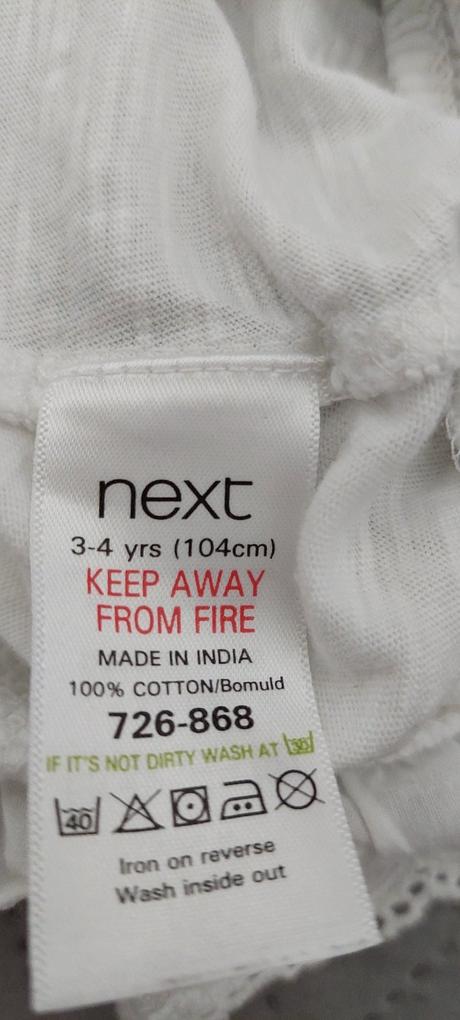 next
3-4 yrs (104cm)
KEEP AWAY
FROM FIRE
MADE IN INDIA
100% COTTON/Bomuld
726-868
IF IT'S NOT DIRTY WASH AT 30
40
Iron on reverse
Wash inside out